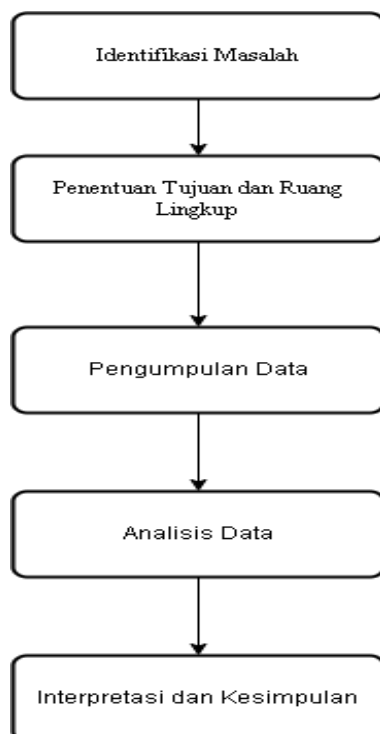 Identifikasi Masalah
Penentuan Tujuan dan Ruang
Lingkup
Pengumpulan Data
Analisis Data
Interpretasi dan Kesimpulan